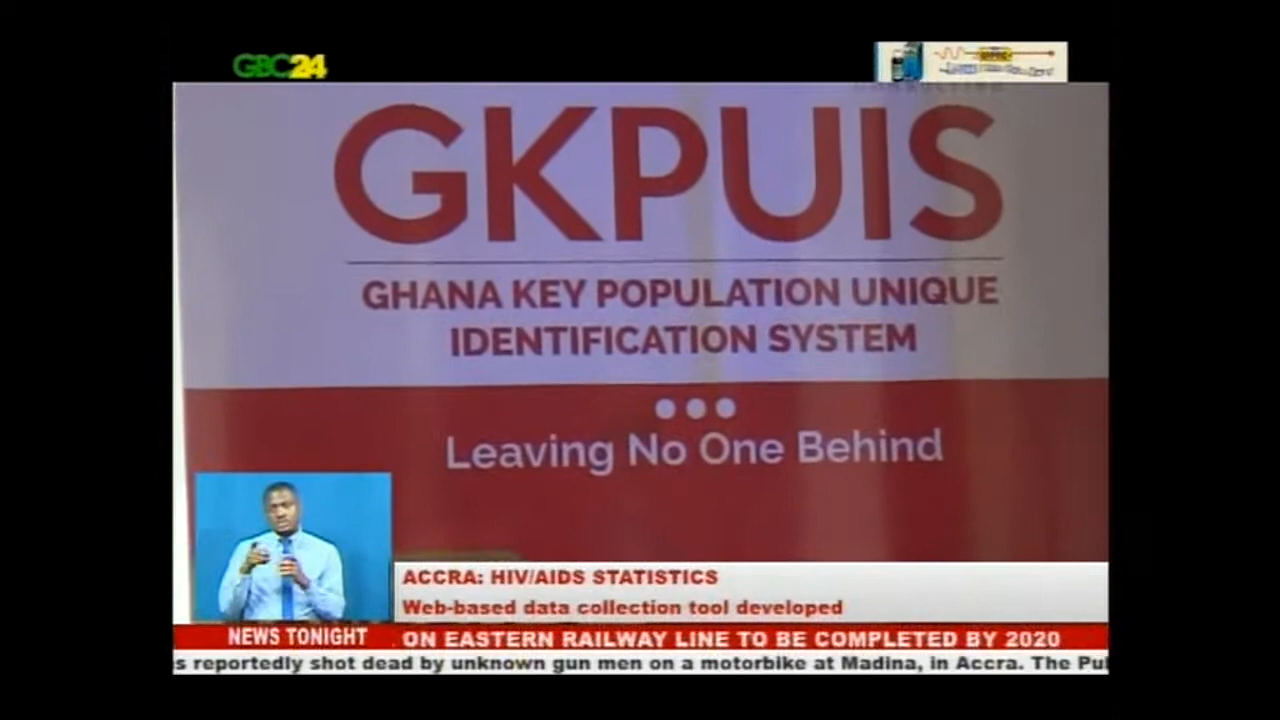 GBC24
GKPUIS
GHANA KEY POPULATION UNIQUE
IDENTIFICATION SYSTEM
Leaving No One Behind
ACCRA: HIV/AIDS STATISTICS
Web-based data collection tool developed
NEWS TONIGHT
ON EASTERN RAILWAY LINE TO BE COMPLETED BY 2020
s reportedly shot dead by unknown gun men on a motorbike at Madina, in Accra. The Pul